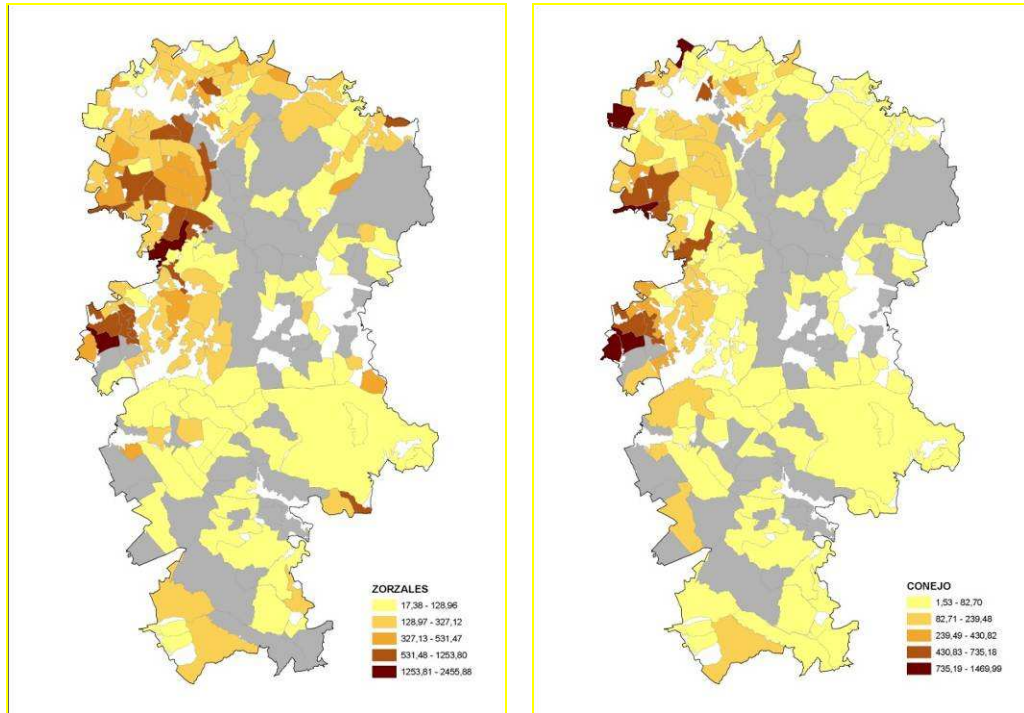 ZORZALES
17,38 - 128,96
128,97 - 327,12
327,13 - 531,47
531,48 - 1253,80
1253,81 - 2455,88
CONEJO
1,53 - 82,70
82,71 - 239,48
239,49 - 430,82
430,83 - 735,18
735,19 - 1469,99